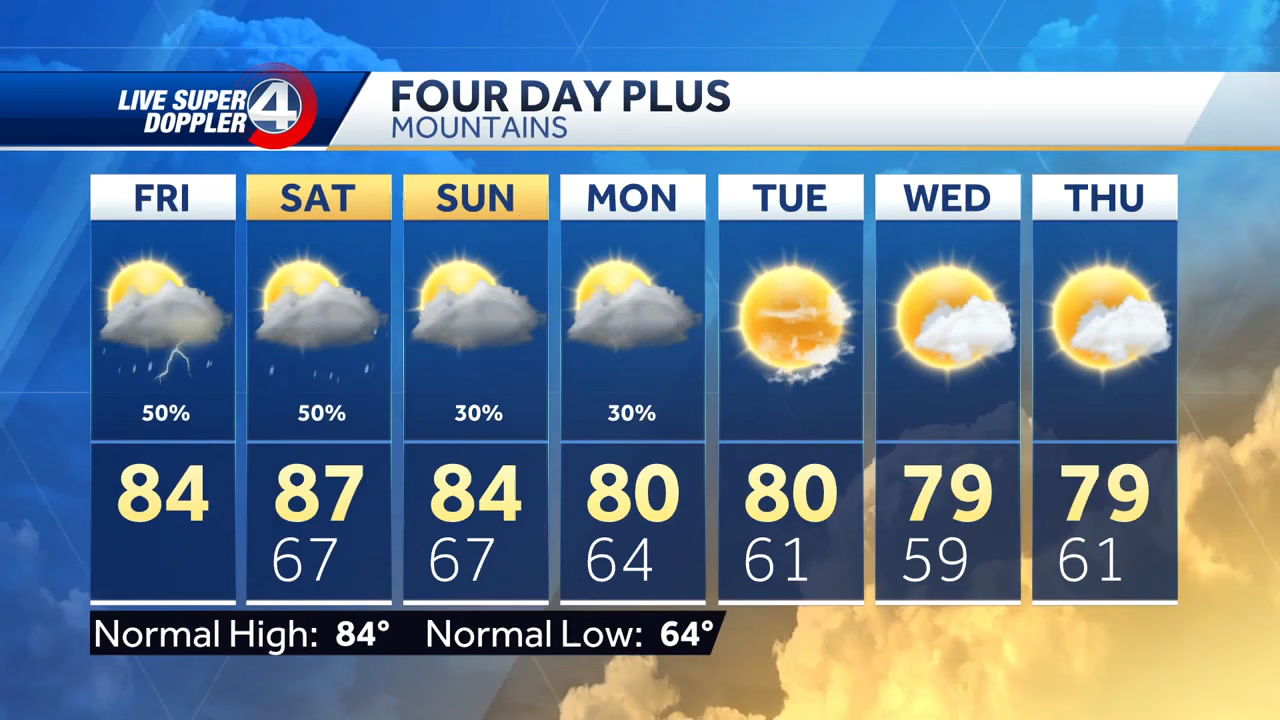 LIVE SUPER
DOPPLER 4
FOUR DAY PLUS
MOUNTAINS
FRI SAT SUN MON TUE WED THU
50% 50% 30% 30%
84 87 84 80 80 79 79
67 67 64 61 59 61
Normal High: 84° Normal Low: 64°